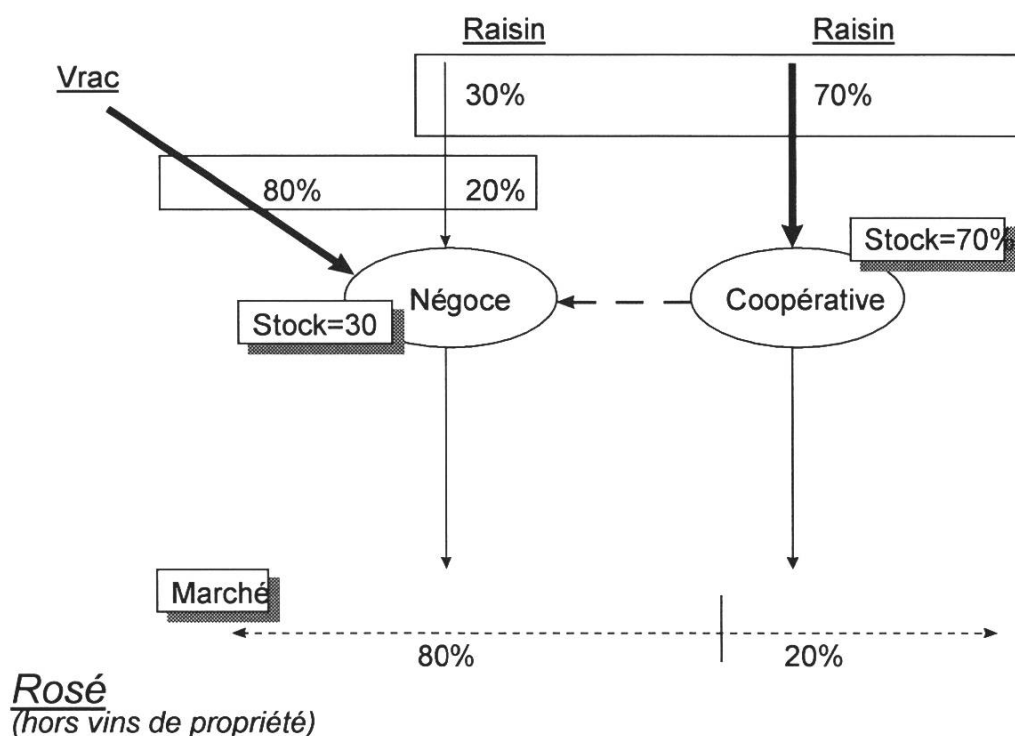 Raisin Raisin
Vrac
30% 70%
80% 20%
Stock=70%
Négoce Coopérative
Stock=30
Marché
80% 20%
Rosé
(hors vins de propriété)